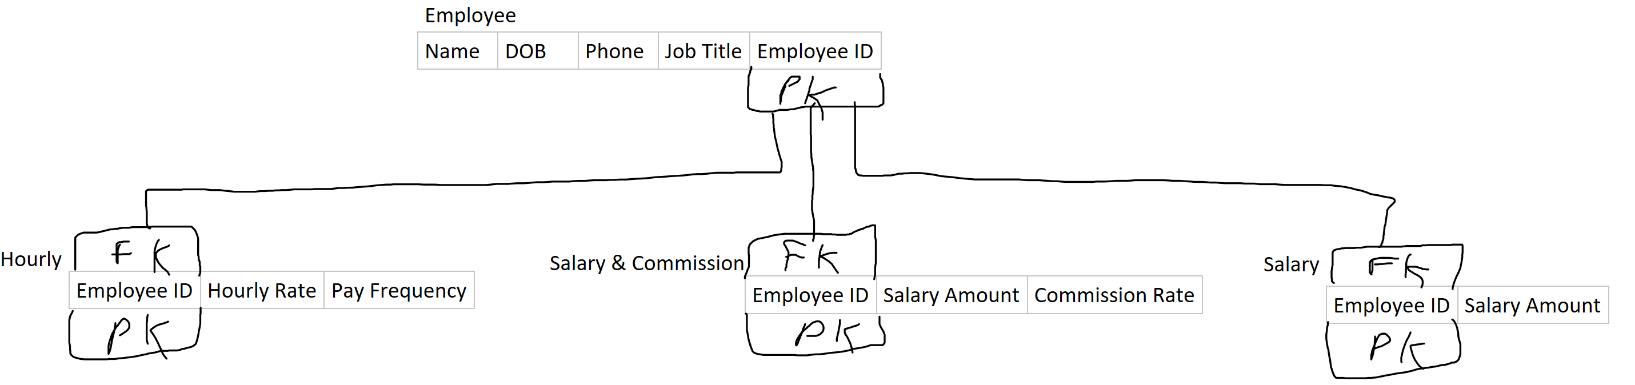 Employee
Name DOB Phone Job Title Employee ID
PK
FK FK FK
Hourly Salary & Commission Salary
Employee ID Hourly Rate Pay Frequency
Employee ID Salary Amount Commission Rate
Employee ID Salary Amount
PK PK PK